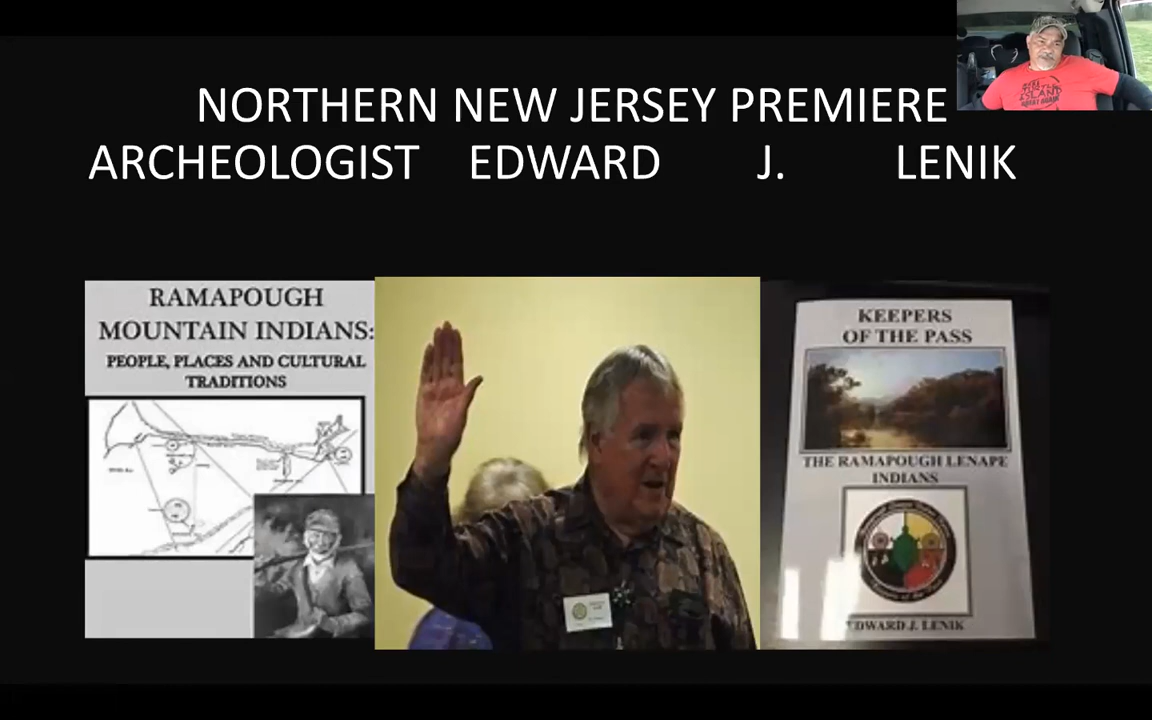 NORTHERN NEW JERSEY PREMIERE
ARCHEOLOGIST EDWARD J. LENIK
RAMAPOUGH
MOUNTAIN INDIANS:
PEOPLE, PLACES AND CULTURAL
TRADITIONS
KEEPERS
OF THE PASS
THE RAMAPOUGH LENAPE
INDIANS
EDWARD J. LENIK
ISLAND